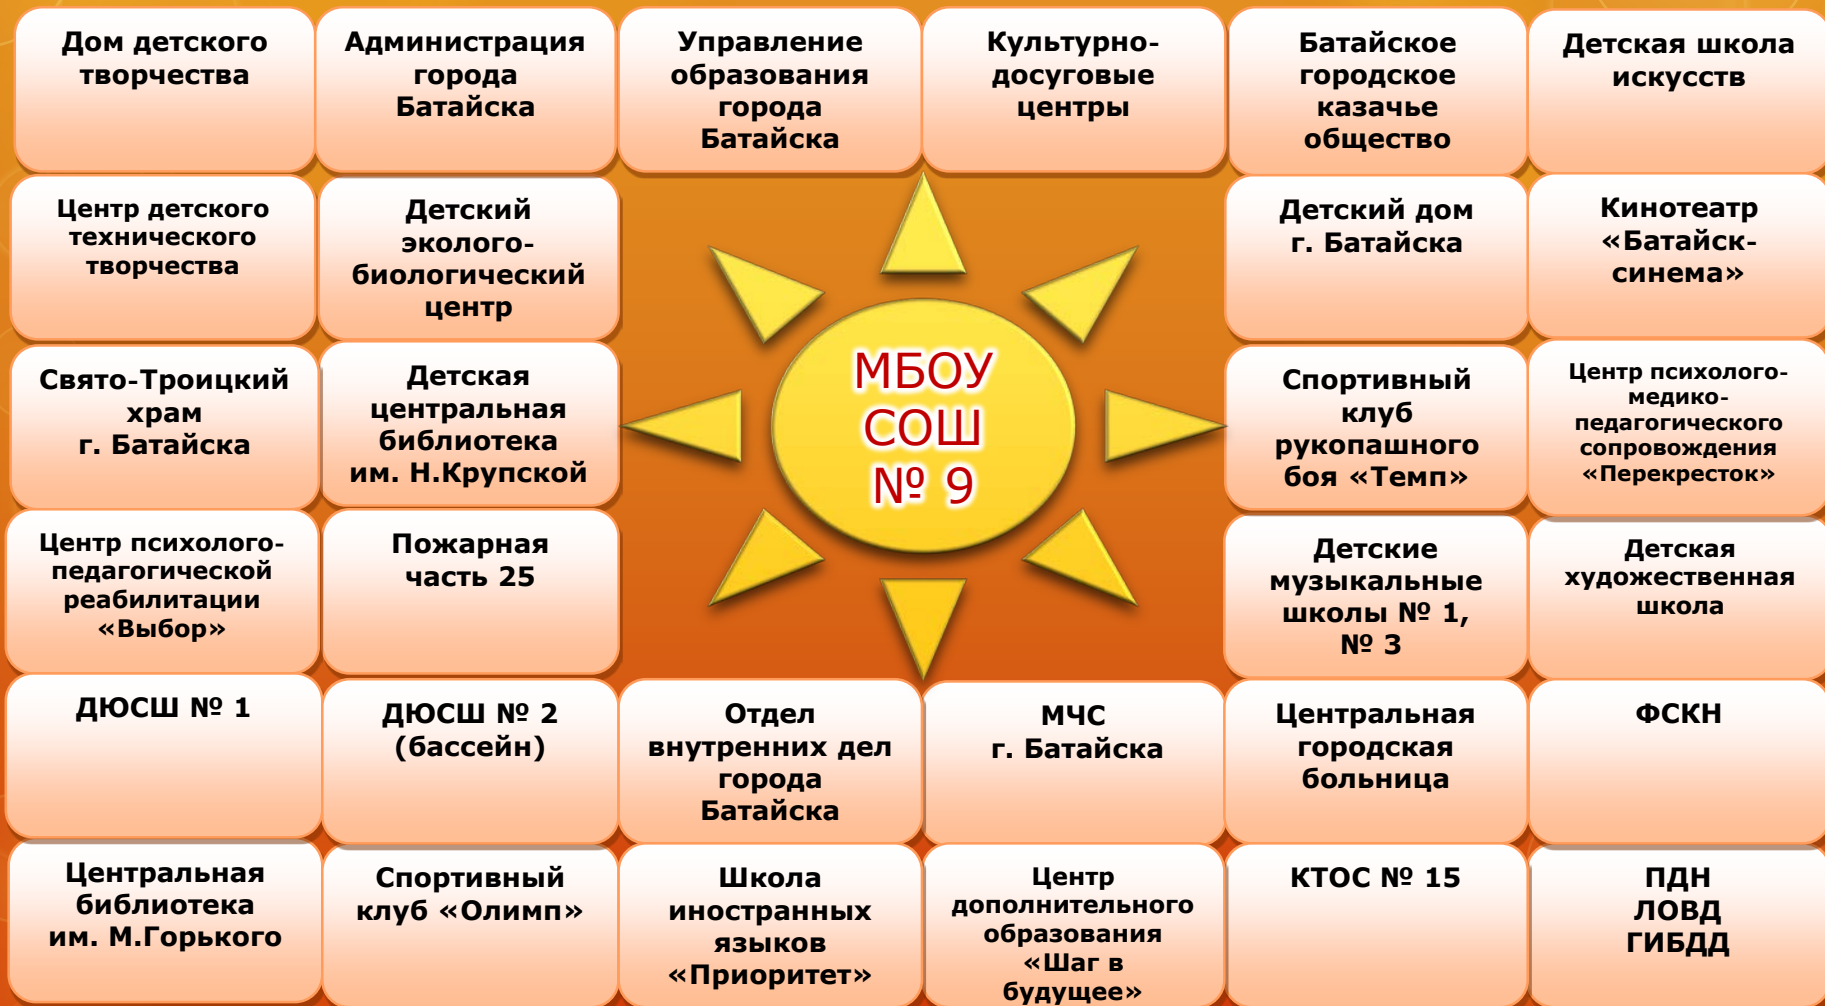 Дом детского
творчества
Администрация
города
Батайска
Управление
образования
города
Батайска
Культурно-
досуговые
центры
Батайское
городское
казачье
общество
Детская школа
искусств
Центр детского
технического
творчества
Детский
эколого-
биологический
центр
Детский дом
г. Батайска
Кинотеатр
«Батайск-
синема»
Свято-Троицкий
храм
г. Батайска
Детская
центральная
библиотека
им. Н.Крупской
МБОУ
СОШ
№ 9
Спортивный
клуб
рукопашного
боя «Темп»
Центр психолого-
медико-
педагогического
сопровождения
«Перекресток»
Центр психолого-
педагогической
реабилитации
«Выбор»
Пожарная
часть 25
Детские
музыкальные
школы № 1,
№ 3
Детская
художественная
школа
ДЮСШ № 1
ДЮСШ № 2
(бассейн)
Отдел
внутренних дел
города
Батайска
МЧС
г. Батайска
Центральная
городская
больница
ФСКН
Центральная
библиотека
им. М.Горького
Спортивный
клуб «Олимп»
Школа
иностранных
языков
«Приоритет»
Центр
дополнительного
образования
«Шаг в
будущее»
КТОС № 15
ПДН
ЛОВД
ГИБДД